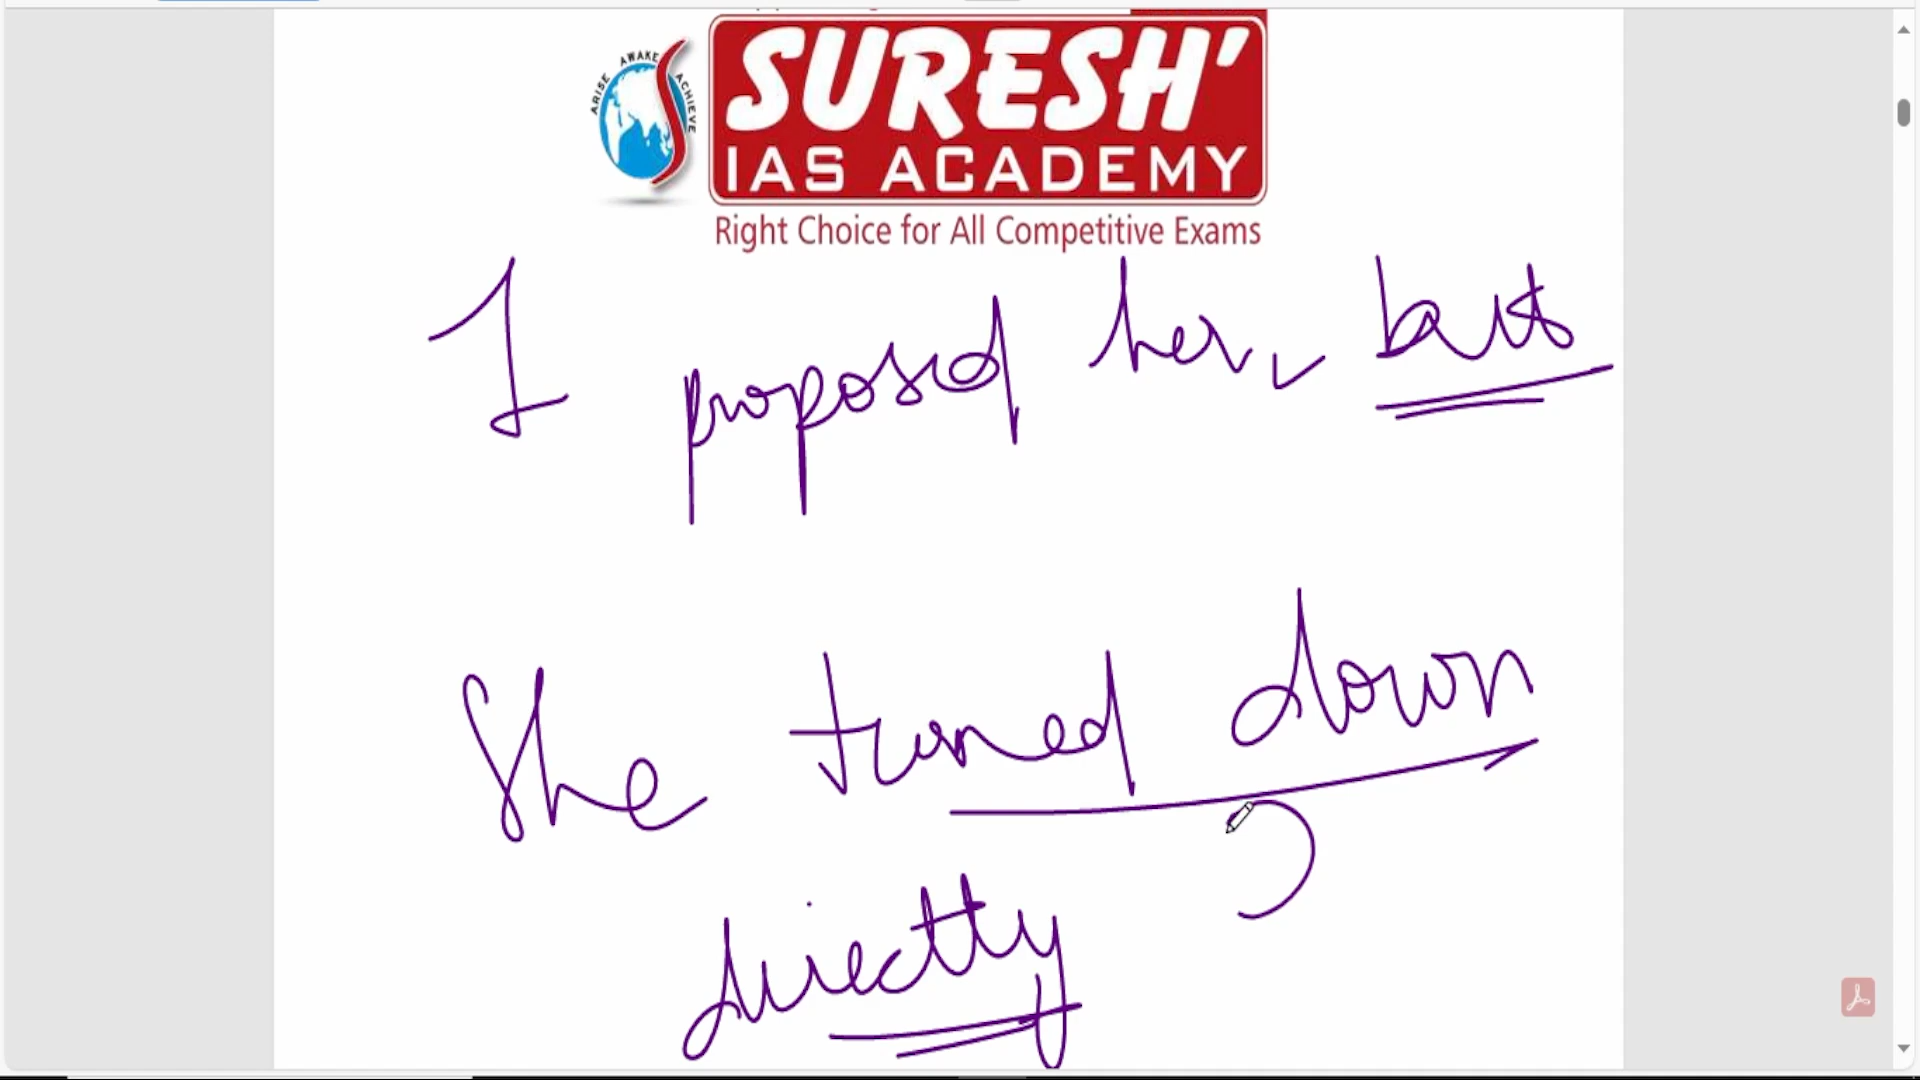 ARISE AWAKE ACHIEVE
SURESH'
IAS ACADEMY
Right Choice for All Competitive Exams
I proposed her, but
She turned down
directly